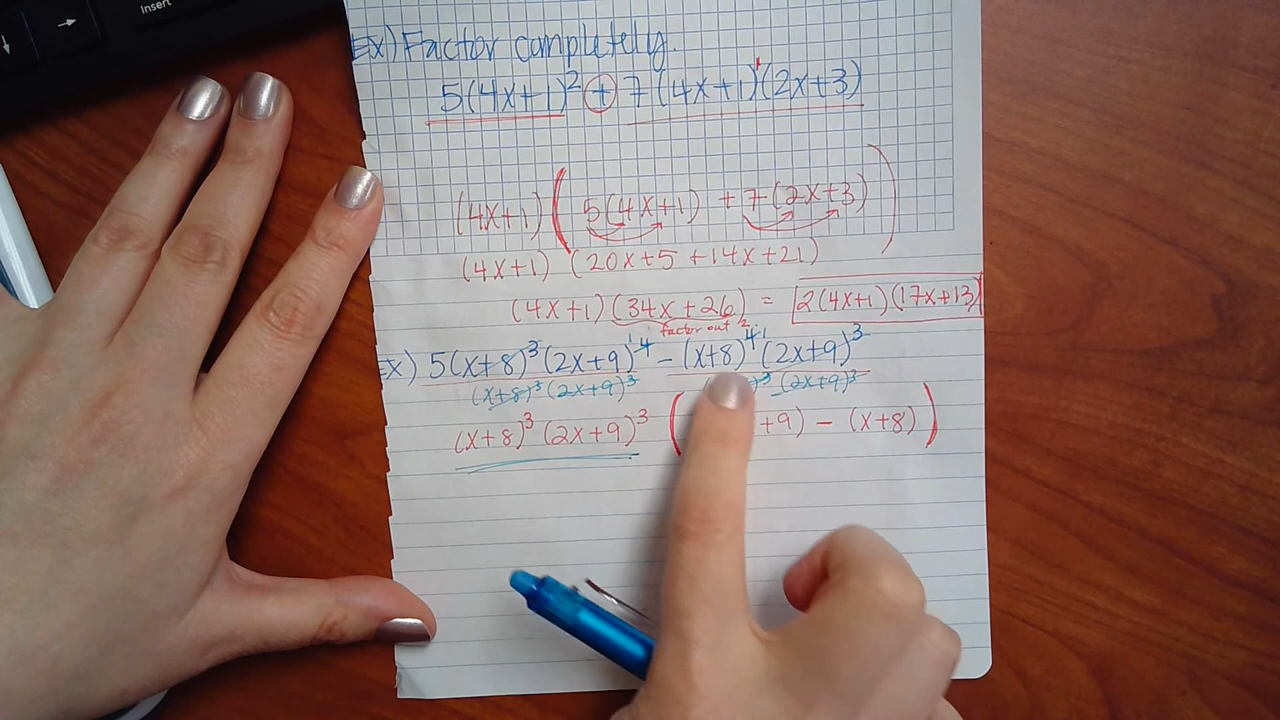 Insert
Ex) Factor completely.
5(4x+1)² + 7(4x+1)¹(2x+3)
(4x+1) ( 5(4x+1) + 7(2x+3) )
(4x+1) (20x+5 +14x+21)
(4x+1)(34x+26) = 2(4x+1)(17x+13)
factor out 2.
Ex) 5(x+8)³(2x+9)⁴ - (x+8)⁴(2x+9)³
(x+8)³(2x+9)³ ³ (2x+9)³
(x+8)³(2x+9)³ ( +9) - (x+8) )